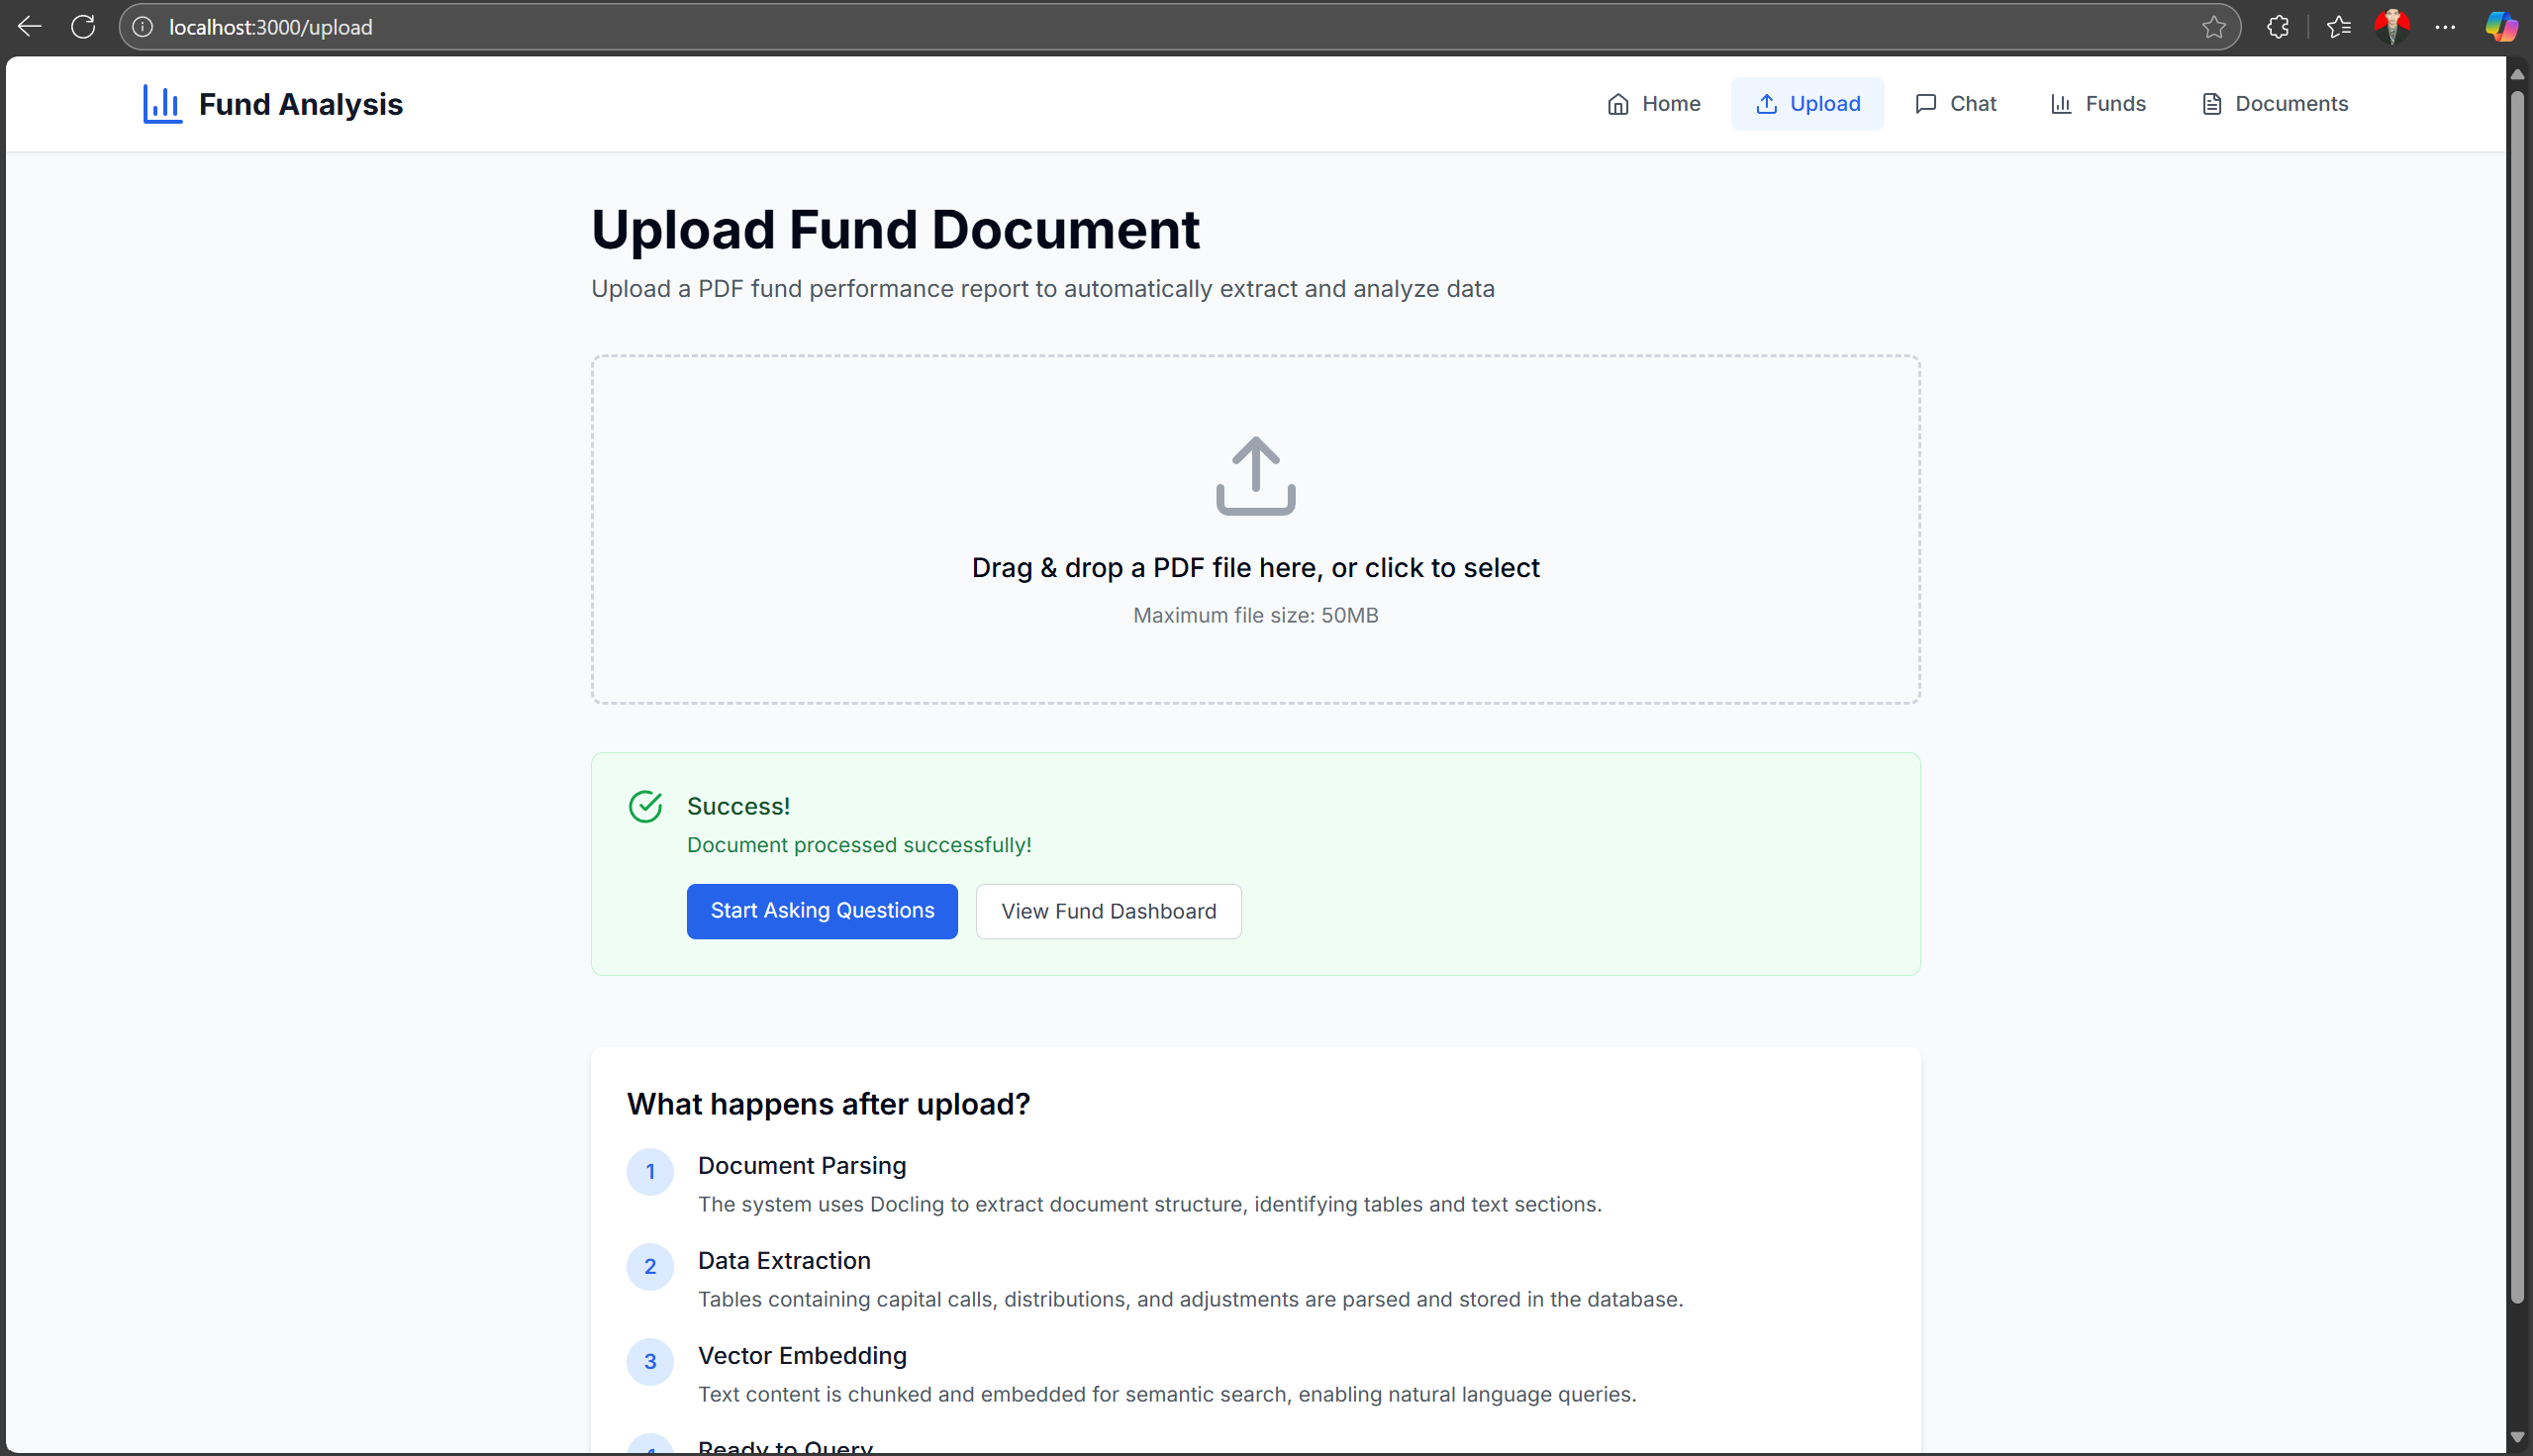 localhost:3000/upload
Fund Analysis
Home
Upload
Chat
Funds
Documents
Upload Fund Document
Upload a PDF fund performance report to automatically extract and analyze data
Drag & drop a PDF file here, or click to select
Maximum file size: 50MB
Success!
Document processed successfully!
Start Asking Questions
View Fund Dashboard
What happens after upload?
1
Document Parsing
The system uses Docling to extract document structure, identifying tables and text sections.
2
Data Extraction
Tables containing capital calls, distributions, and adjustments are parsed and stored in the database.
3
Vector Embedding
Text content is chunked and embedded for semantic search, enabling natural language queries.
4
Ready to Query